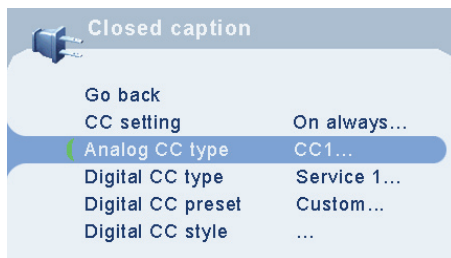 Closed caption
Go back
CC setting On always...
Analog CC type CC1...
Digital CC type Service 1...
Digital CC preset Custom...
Digital CC style ...